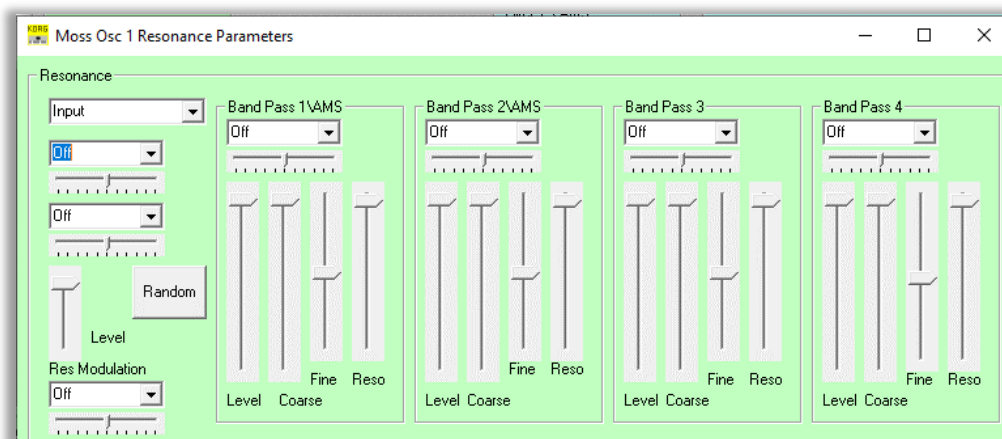 KORG
Moss Osc 1 Resonance Parameters
Resonance
Input
Off
Off
Random
Level
Res Modulation
Off
Band Pass 1\AMS
Off
Fine Reso
Level Coarse
Band Pass 2\AMS
Off
Fine Reso
Level Coarse
Band Pass 3
Off
Fine Reso
Level Coarse
Band Pass 4
Off
Fine Reso
Level Coarse